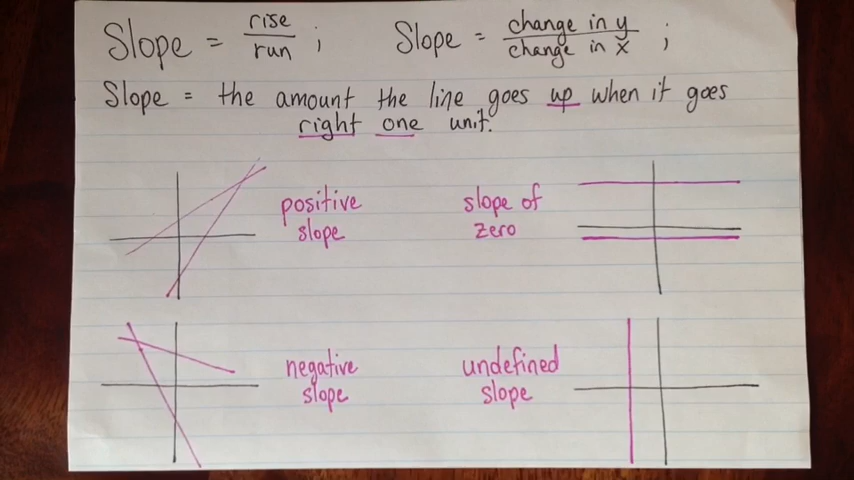 Slope = rise/run ; Slope = change in y/change in x ;
Slope = the amount the line goes up when it goes
right one unit.
positive
slope
slope of
zero
negative
slope
undefined
slope